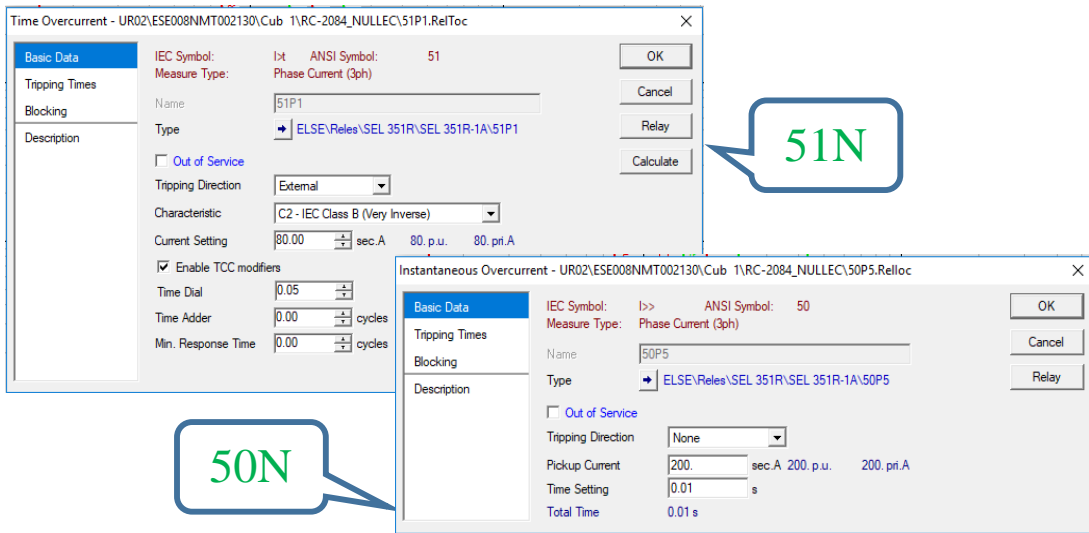 Time Overcurrent - UR02\ESE008NMT002130\Cub 1\RC-2084_NULLEC\51P1.RelToc
Basic Data
Tripping Times
Blocking
Description
IEC Symbol: I>t ANSI Symbol: 51
Measure Type: Phase Current (3ph)
Name 51P1
Type ELSE\Reles\SEL 351R\SEL 351R-1A\51P1
Out of Service
Tripping Direction External
Characteristic C2 - IEC Class B (Very Inverse)
Current Setting 80.00 sec.A 80. p.u. 80. pri.A
Enable TCC modifiers
Time Dial 0.05
Time Adder 0.00 cycles
Min. Response Time 0.00 cycles
OK
Cancel
Relay
Calculate
51N
Instantaneous Overcurrent - UR02\ESE008NMT002130\Cub 1\RC-2084_NULLEC\50P5.Relloc
Basic Data
Tripping Times
Blocking
Description
IEC Symbol: I>> ANSI Symbol: 50
Measure Type: Phase Current (3ph)
Name 50P5
Type ELSE\Reles\SEL 351R\SEL 351R-1A\50P5
Out of Service
Tripping Direction None
Pickup Current 200. sec.A 200. p.u. 200. pri.A
Time Setting 0.01 s
Total Time 0.01 s
OK
Cancel
Relay
50N